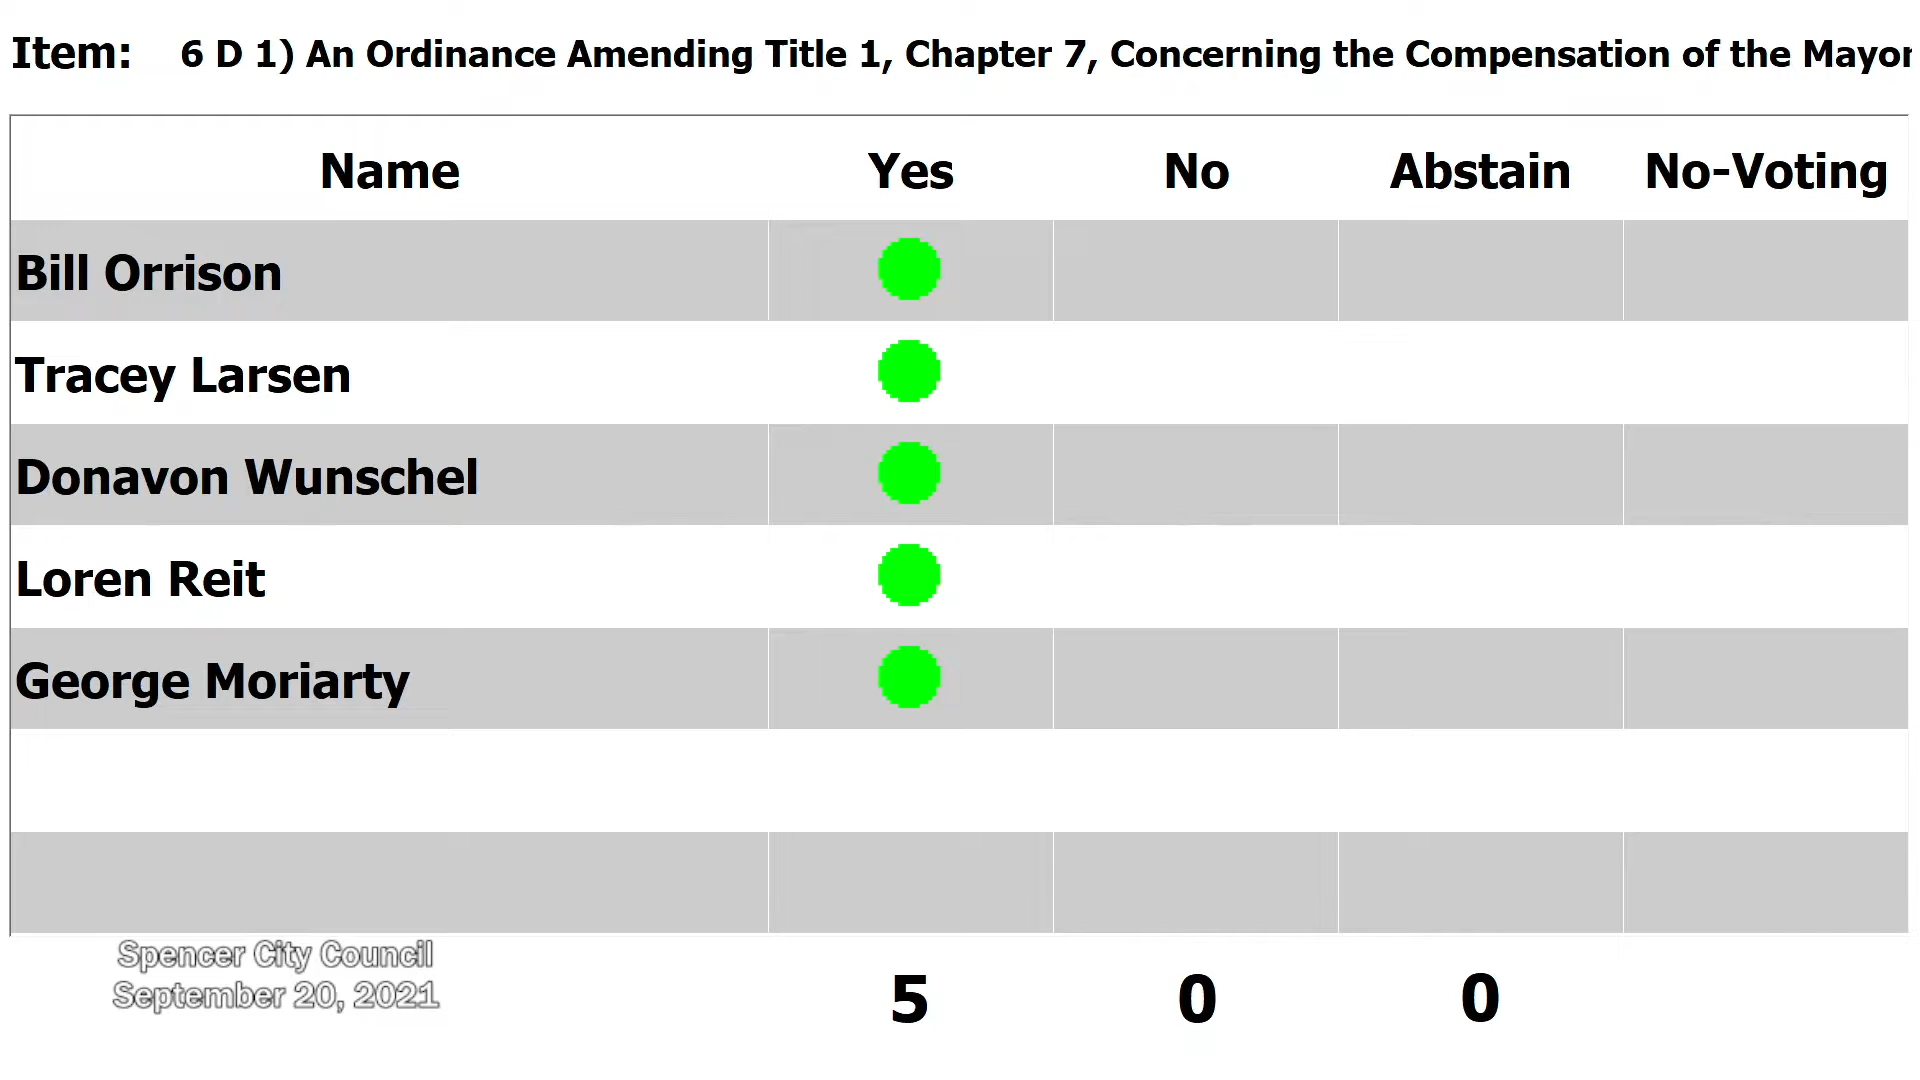 Item: 6 D 1) An Ordinance Amending Title 1, Chapter 7, Concerning the Compensation of the Mayor
Name Yes No Abstain No-Voting
Bill Orrison
Tracey Larsen
Donavon Wunschel
Loren Reit
George Moriarty
Spencer City Council
September 20, 2021
5 0 0